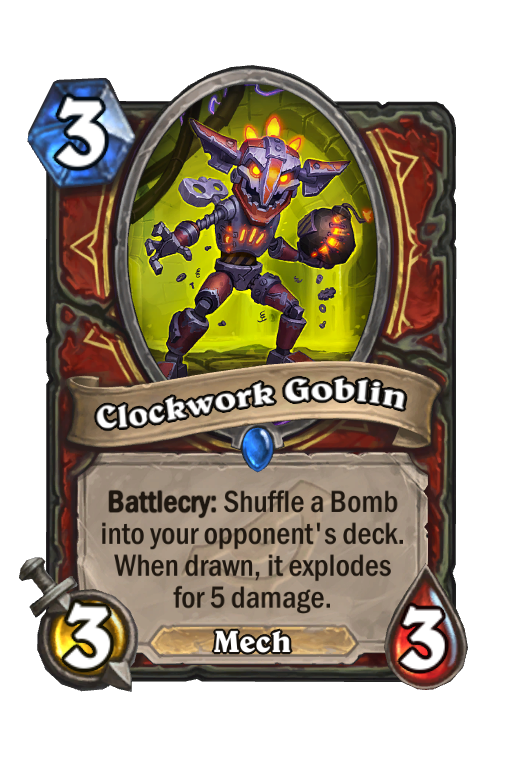 3
Clockwork Goblin
Battlecry: Shuffle a Bomb
into your opponent's deck.
When drawn, it explodes
for 5 damage.
3
Mech
3